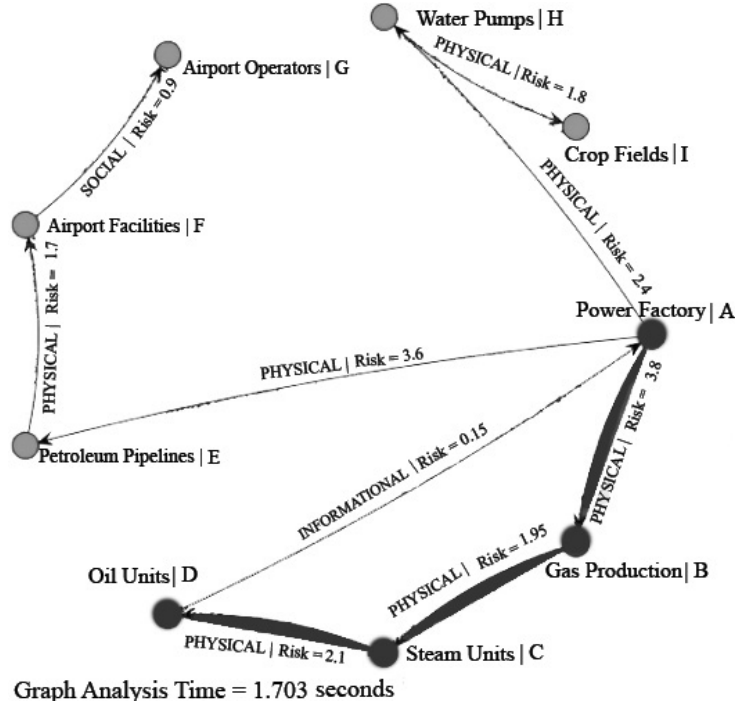 Water Pumps | H
PHYSICAL | Risk = 1.8
Airport Operators | G
SOCIAL | Risk = 0.9
Crop Fields | I
PHYSICAL | Risk = 2.4
Airport Facilities | F
PHYSICAL | Risk = 1.7
Power Factory | A
PHYSICAL | Risk = 3.6
PHYSICAL | Risk = 3.8
Petroleum Pipelines | E
INFORMATIONAL | Risk = 0.15
PHYSICAL | Risk = 1.95
Gas Production | B
Oil Units | D
PHYSICAL | Risk = 2.1
Steam Units | C
Graph Analysis Time = 1.703 seconds